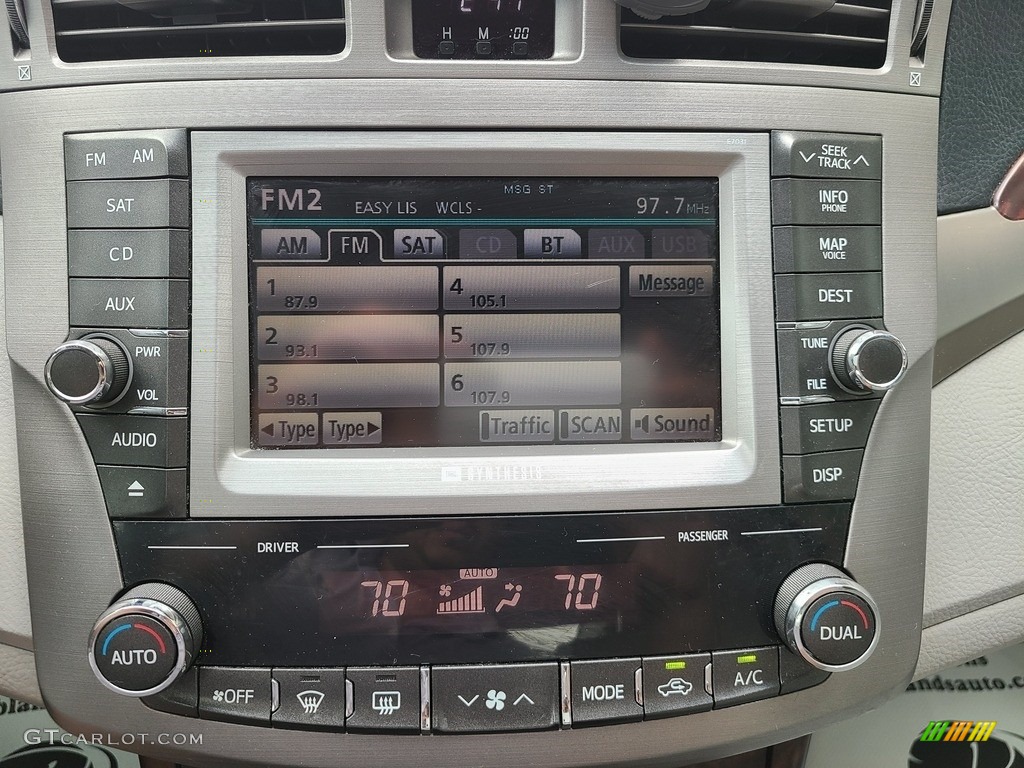 H M :00
FM AM
SAT
CD
AUX
PWR
VOL
AUDIO
SEEK
TRACK
INFO
PHONE
MAP
VOICE
DEST
TUNE
FILE
SETUP
DISP
MSG ST
FM2 EASY LIS WCLS- 97.7MHz
AM FM SAT CD BT AUX USB
1 87.9 4 105.1 Message
2 93.1 5 107.9
3 98.1 6 107.9
Type Type Traffic SCAN Sound
JBL SYNTHESIS
DRIVER PASSENGER
AUTO
70 70
AUTO DUAL
OFF MODE A/C
GTCARLOT.COM